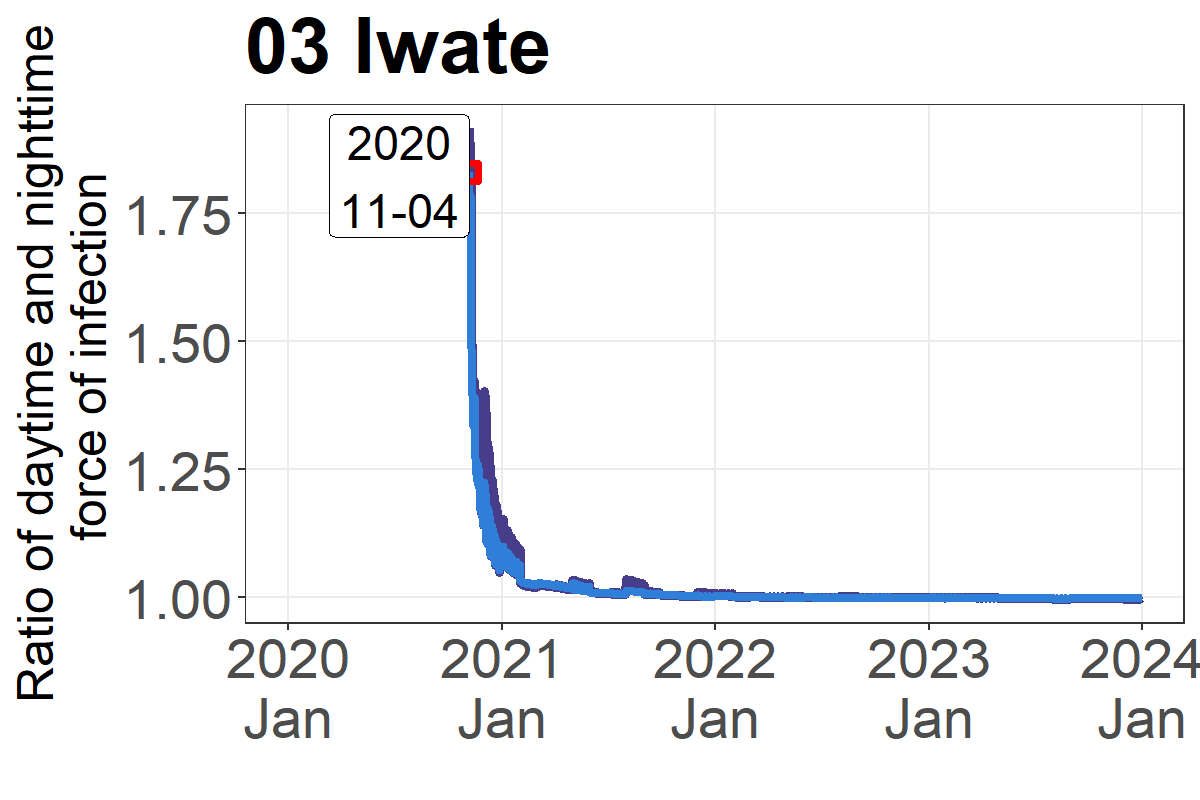 03 Iwate
Ratio of daytime and nighttime
force of infection
2020
11-04
1.75
1.50
1.25
1.00
2020
Jan
2021
Jan
2022
Jan
2023
Jan
2024
Jan